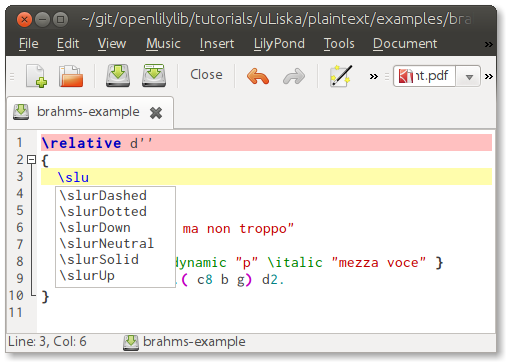 ~/git/openlilylib/tutorials/uLiska/plaintext/examples/bra
File Edit View Music Insert LilyPond Tools Document »
Close » nt.pdf »
brahms-example
1 \relative d''
2 {
3 \slu
4 \slurDashed
5 \slurDotted
6 \slurDown ma non troppo"
7 \slurNeutral
8 \slurSolid dynamic "p" \italic "mezza voce" }
9 \slurUp .( c8 b g) d2.
10 }
11
Line: 3, Col: 6 brahms-example